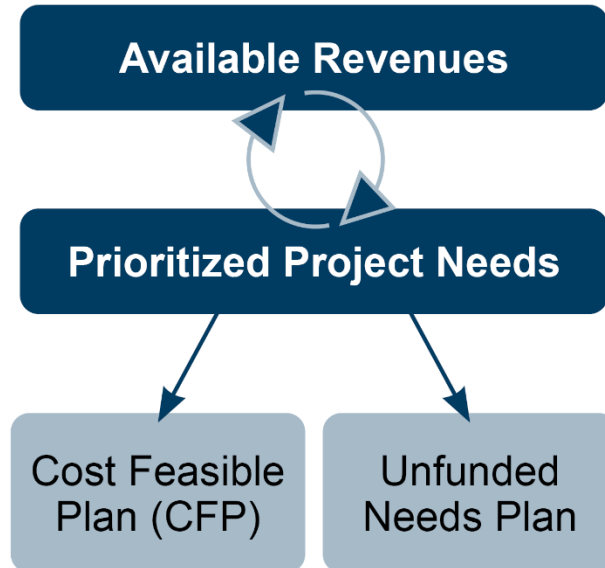 Available Revenues
Prioritized Project Needs
Cost Feasible
Plan (CFP)
Unfunded
Needs Plan